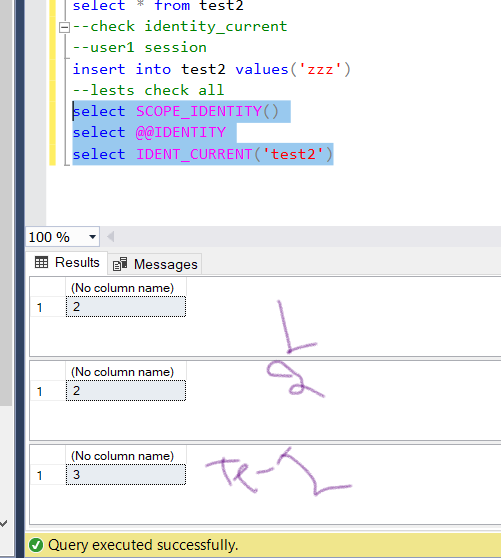 select * from test2
--check identity_current
--user1 session
insert into test2 values('zzz')
--lests check all
select SCOPE_IDENTITY()
select @@IDENTITY
select IDENT_CURRENT('test2')
100 %
Results Messages
(No column name)
1 2
(No column name)
1 2
(No column name)
1 3
Query executed successfully.